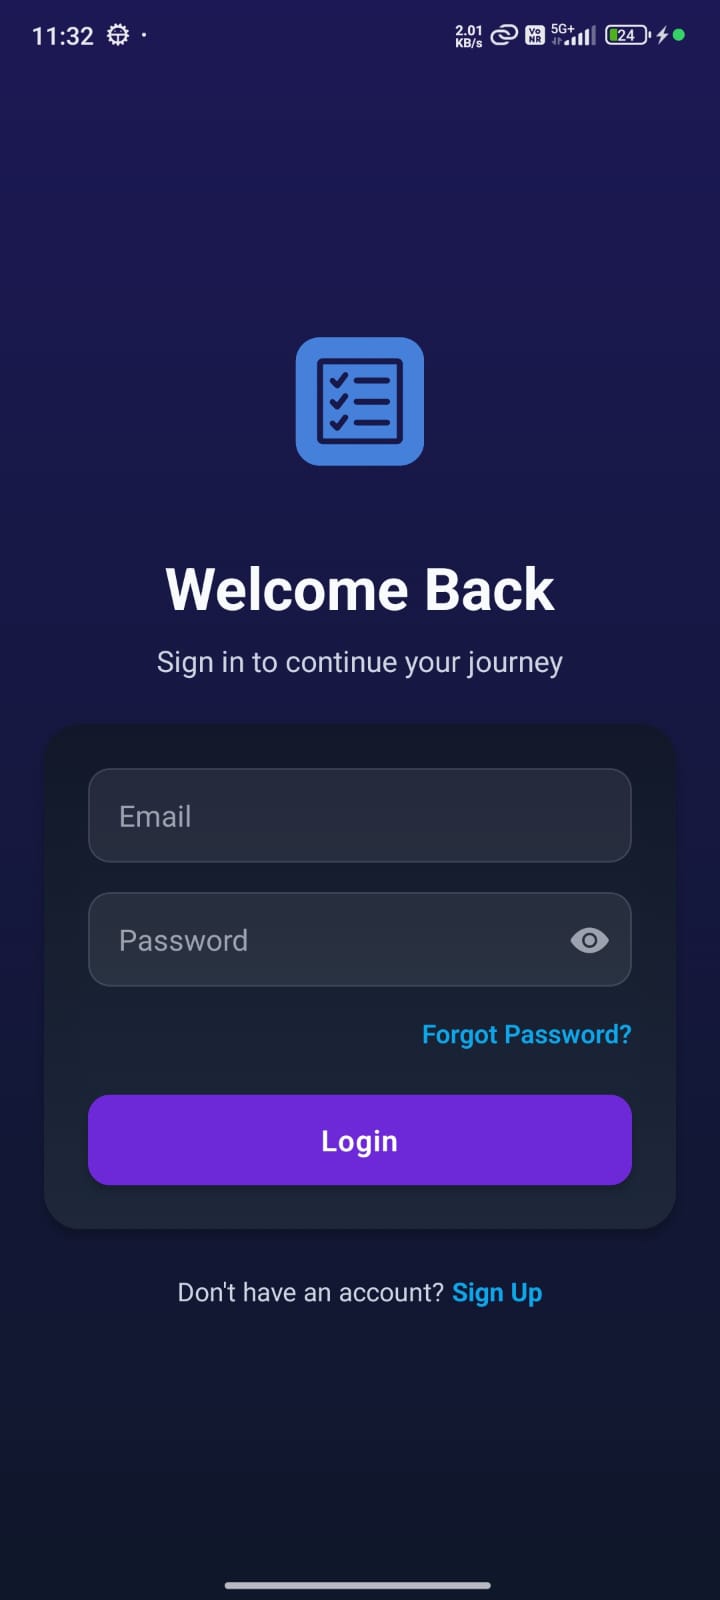 11:32
2.01
KB/s
Vo
NR
5G+
24
Welcome Back
Sign in to continue your journey
Email
Password
Forgot Password?
Login
Don't have an account? Sign Up